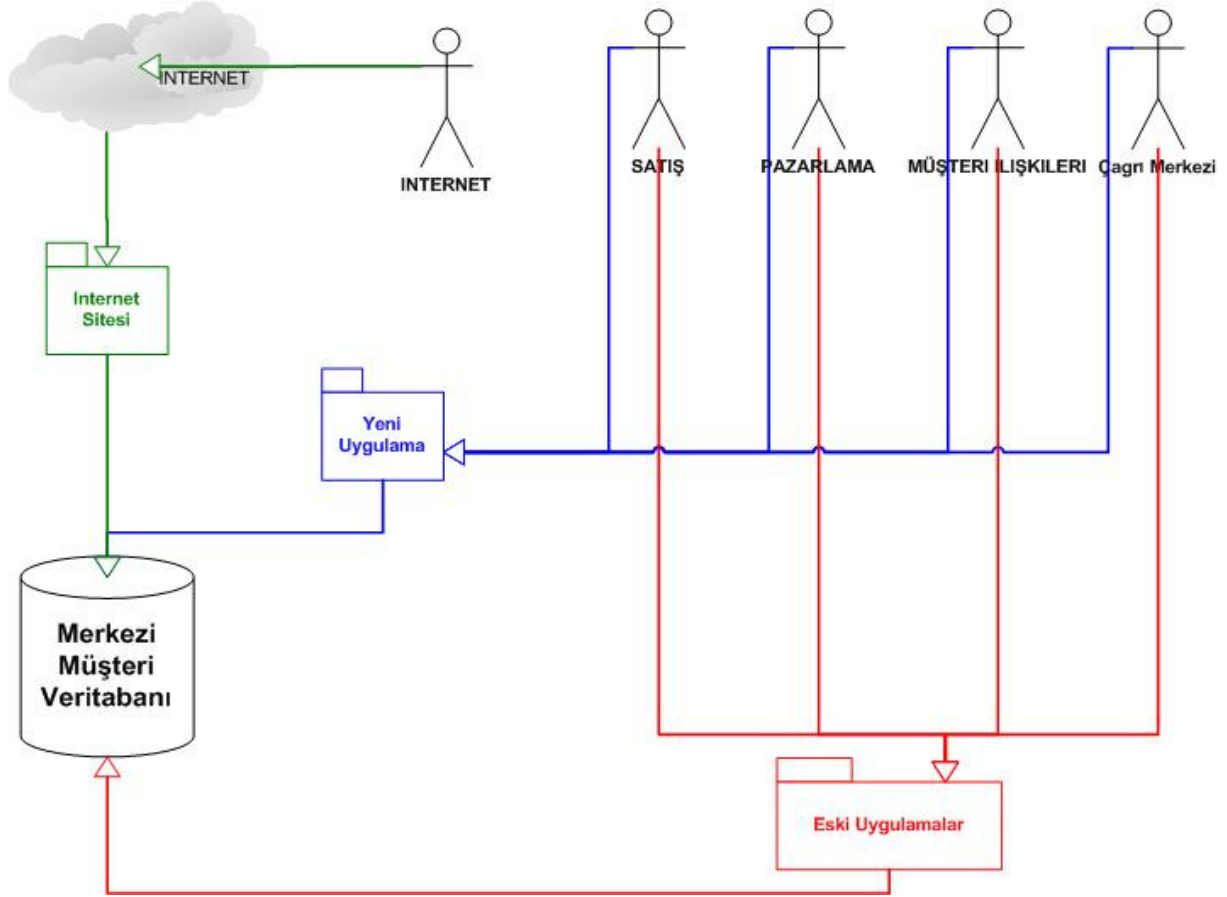 INTERNET
INTERNET
SATIŞ
PAZARLAMA
MÜŞTERI ILIŞKILERI
Çagrı Merkezi
Internet
Sitesi
Yeni
Uygulama
Merkezi
Müşteri
Veritabanı
Eski Uygulamalar